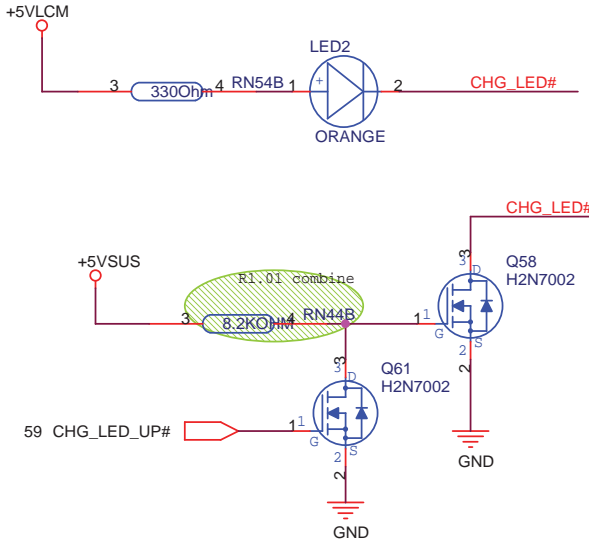 +5VLCM
LED2
3 330Ohm 4 RN54B 1 + 2 CHG_LED#
ORANGE
CHG_LED#
+5VSUS
R1.01 combine
3 8.2KOHM 4 RN44B
3
3 D
Q58
H2N7002
1 1
G
2 S
2
GND
3
3 D
Q61
H2N7002
59 CHG_LED_UP#
1 1
G
2 S
2
GND